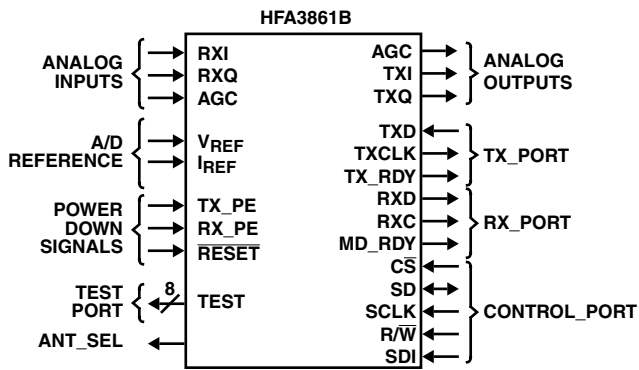 HFA3861B
ANALOG
INPUTS
RXI
RXQ
AGC
A/D
REFERENCE
VREF
IREF
POWER
DOWN
SIGNALS
TX_PE
RX_PE
RESET
TEST
PORT
8
TEST
ANT_SEL
AGC
TXI
TXQ
ANALOG
OUTPUTS
TXD
TXCLK
TX_RDY
TX_PORT
RXD
RXC
MD_RDY
RX_PORT
CS
SD
SCLK
R/W
SDI
CONTROL_PORT